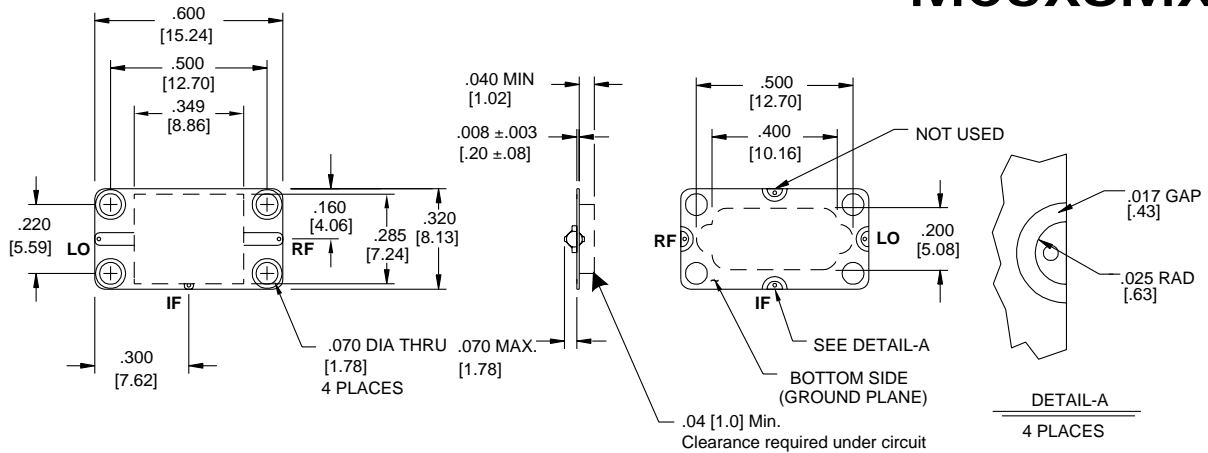 .600
[15.24]
.500
[12.70]
.349
[8.86]
.220
[5.59]
LO
.160
[4.06]
RF
.285
[7.24]
.320
[8.13]
IF
.300
[7.62]
.070 DIA THRU
[1.78]
4 PLACES
.040 MIN
[1.02]
.008 ±.003
[.20 ±.08]
.070 MAX.
[1.78]
.04 [1.0] Min.
Clearance required under circuit
.500
[12.70]
.400
[10.16]
NOT USED
RF
LO
.200
[5.08]
IF
SEE DETAIL-A
BOTTOM SIDE
(GROUND PLANE)
.017 GAP
[.43]
.025 RAD
[.63]
DETAIL-A
4 PLACES